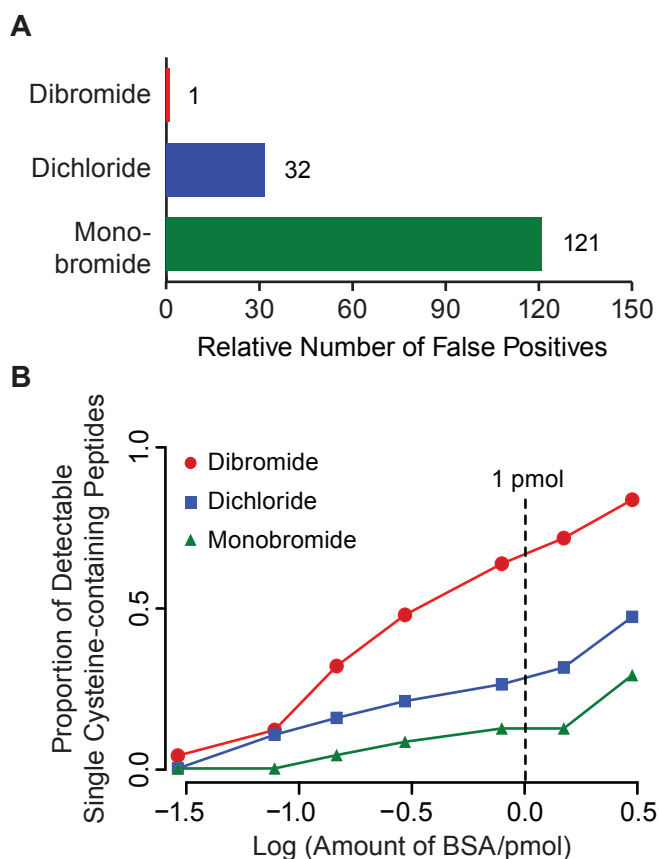 A
Dibromide
1
Dichloride
32
Mono-
bromide
121
0 30 60 90 120 150
Relative Number of False Positives
B
Proportion of Detectable
Single Cysteine-containing Peptides
1.0
0.5
0.0
Dibromide
Dichloride
Monobromide
1 pmol
−1.5 −1.0 −0.5 0.0 0.5
Log (Amount of BSA/pmol)